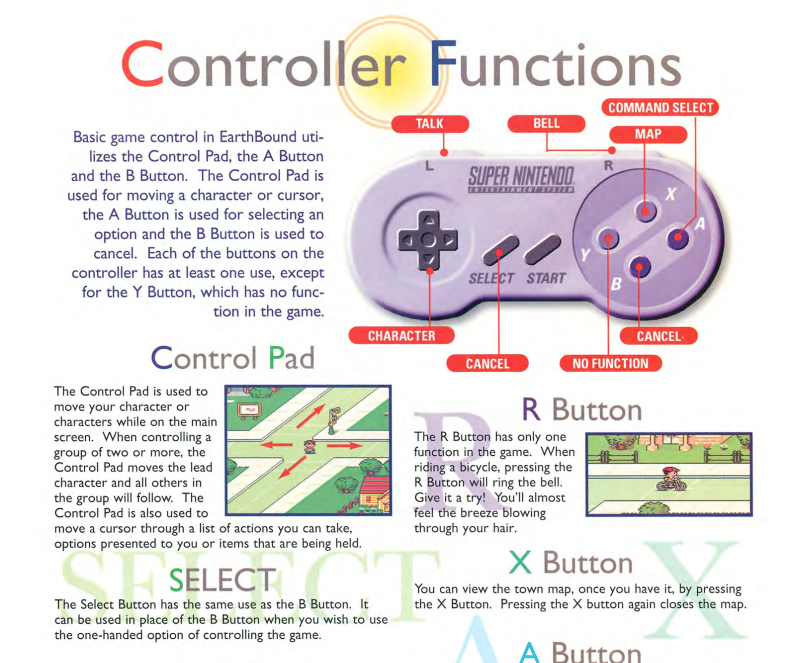 Controller Functions
Basic game control in EarthBound uti-
lizes the Control Pad, the A Button
and the B Button. The Control Pad is
used for moving a character or cursor,
the A Button is used for selecting an
option and the B Button is used to
cancel. Each of the buttons on the
controller has at least one use, except
for the Y Button, which has no func-
tion in the game.
TALK
BELL
COMMAND SELECT
MAP
L
R
SUPER NINTENDO
ENTERTAINMENT SYSTEM
X
A
Y
B
SELECT START
CHARACTER
CANCEL
NO FUNCTION
CANCEL
Control Pad
The Control Pad is used to
move your character or
characters while on the main
screen. When controlling a
group of two or more, the
Control Pad moves the lead
character and all others in
the group will follow. The
Control Pad is also used to
move a cursor through a list of actions you can take,
options presented to you or items that are being held.
SELECT
SELECT
The Select Button has the same use as the B Button. It
can be used in place of the B Button when you wish to use
the one-handed option of controlling the game.
R
R Button
The R Button has only one
function in the game. When
riding a bicycle, pressing the
R Button will ring the bell.
Give it a try! You'll almost
feel the breeze blowing
through your hair.
X
X Button
You can view the town map, once you have it, by pressing
the X Button. Pressing the X button again closes the map.
A
A Button